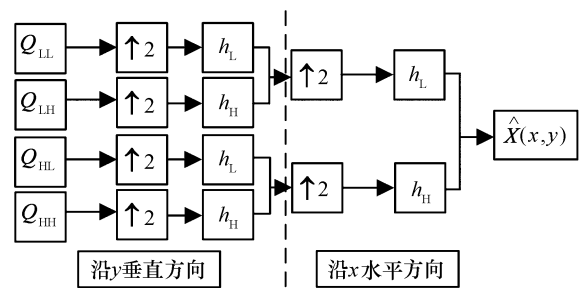 Q_LL ↑2 h_L
↑2 h_L
Q_LH ↑2 h_H
X̂(x,y)
Q_HL ↑2 h_L
↑2 h_H
Q_HH ↑2 h_H
沿y垂直方向 沿x水平方向